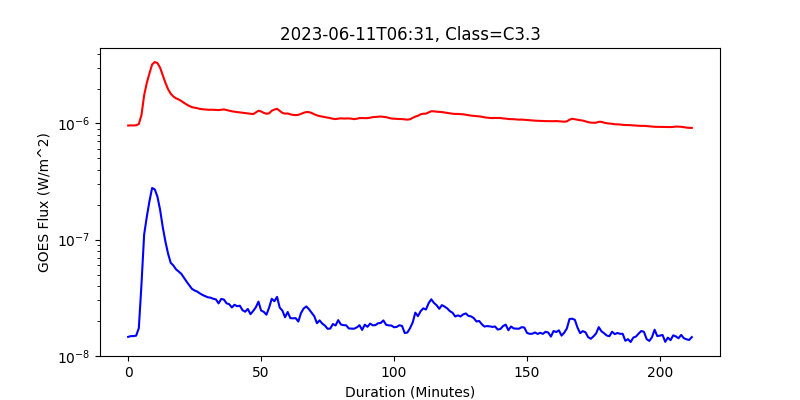 2023-06-11T06:31, Class=C3.3
GOES Flux (W/m^2)
10^-6
10^-7
10^-8
0 50 100 150 200
Duration (Minutes)